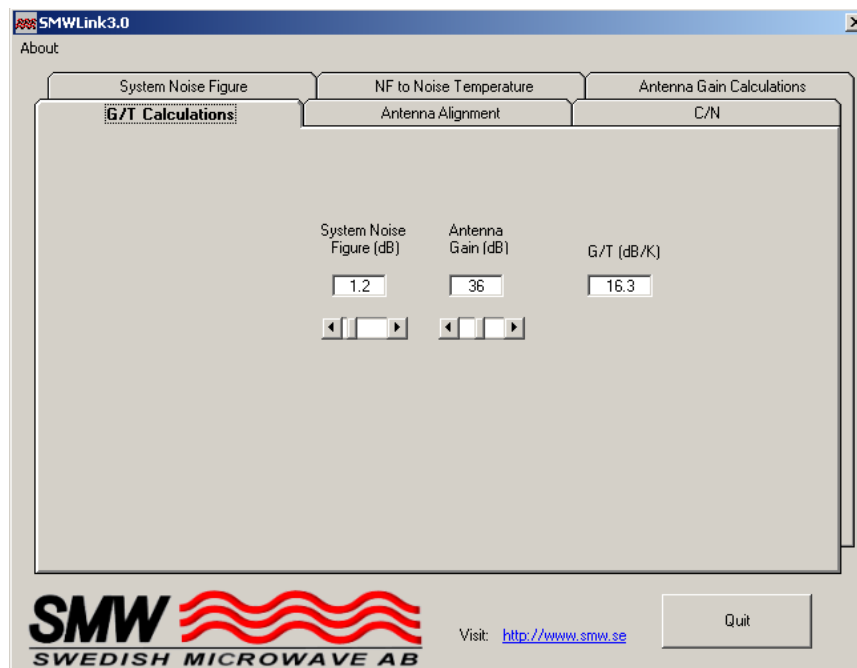 SMWLink3.0
About
System Noise Figure
NF to Noise Temperature
Antenna Gain Calculations
G/T Calculations
Antenna Alignment
C/N
System Noise
Figure (dB)
Antenna
Gain (dB)
G/T (dB/K)
1.2
36
16.3
SMW
SWEDISH MICROWAVE AB
Visit: http://www.smw.se
Quit